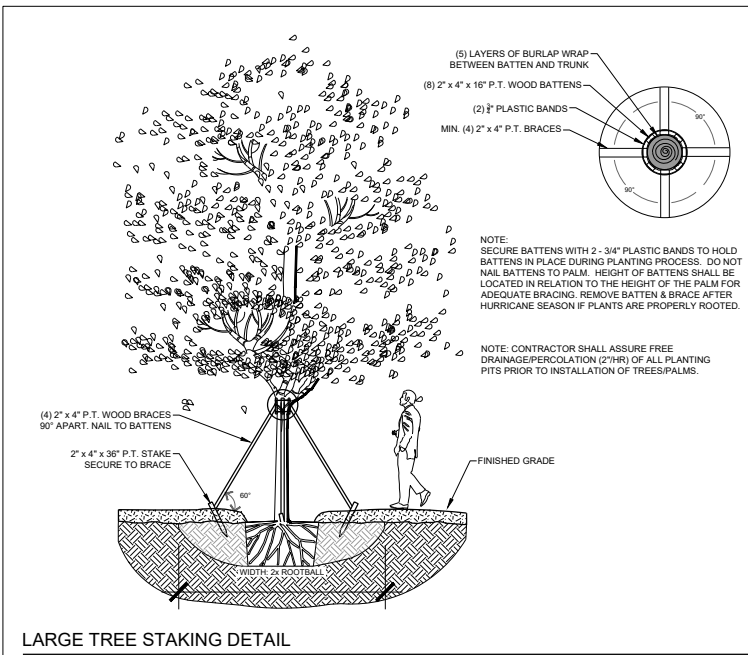 (5) LAYERS OF BURLAP WRAP
BETWEEN BATTEN AND TRUNK
(8) 2" x 4" x 16" P.T. WOOD BATTENS
(2) ¾" PLASTIC BANDS
MIN. (4) 2" x 4" P.T. BRACES
90°
90°
NOTE:
SECURE BATTENS WITH 2 - 3/4" PLASTIC BANDS TO HOLD
BATTENS IN PLACE DURING PLANTING PROCESS. DO NOT
NAIL BATTENS TO PALM. HEIGHT OF BATTENS SHALL BE
LOCATED IN RELATION TO THE HEIGHT OF THE PALM FOR
ADEQUATE BRACING. REMOVE BATTEN & BRACE AFTER
HURRICANE SEASON IF PLANTS ARE PROPERLY ROOTED.
NOTE: CONTRACTOR SHALL ASSURE FREE
DRAINAGE/PERCOLATION (2"/HR) OF ALL PLANTING
PITS PRIOR TO INSTALLATION OF TREES/PALMS.
(4) 2" x 4" P.T. WOOD BRACES
90° APART. NAIL TO BATTENS
2" x 4" x 36" P.T. STAKE
SECURE TO BRACE
60°
FINISHED GRADE
WIDTH: 2x ROOTBALL
LARGE TREE STAKING DETAIL